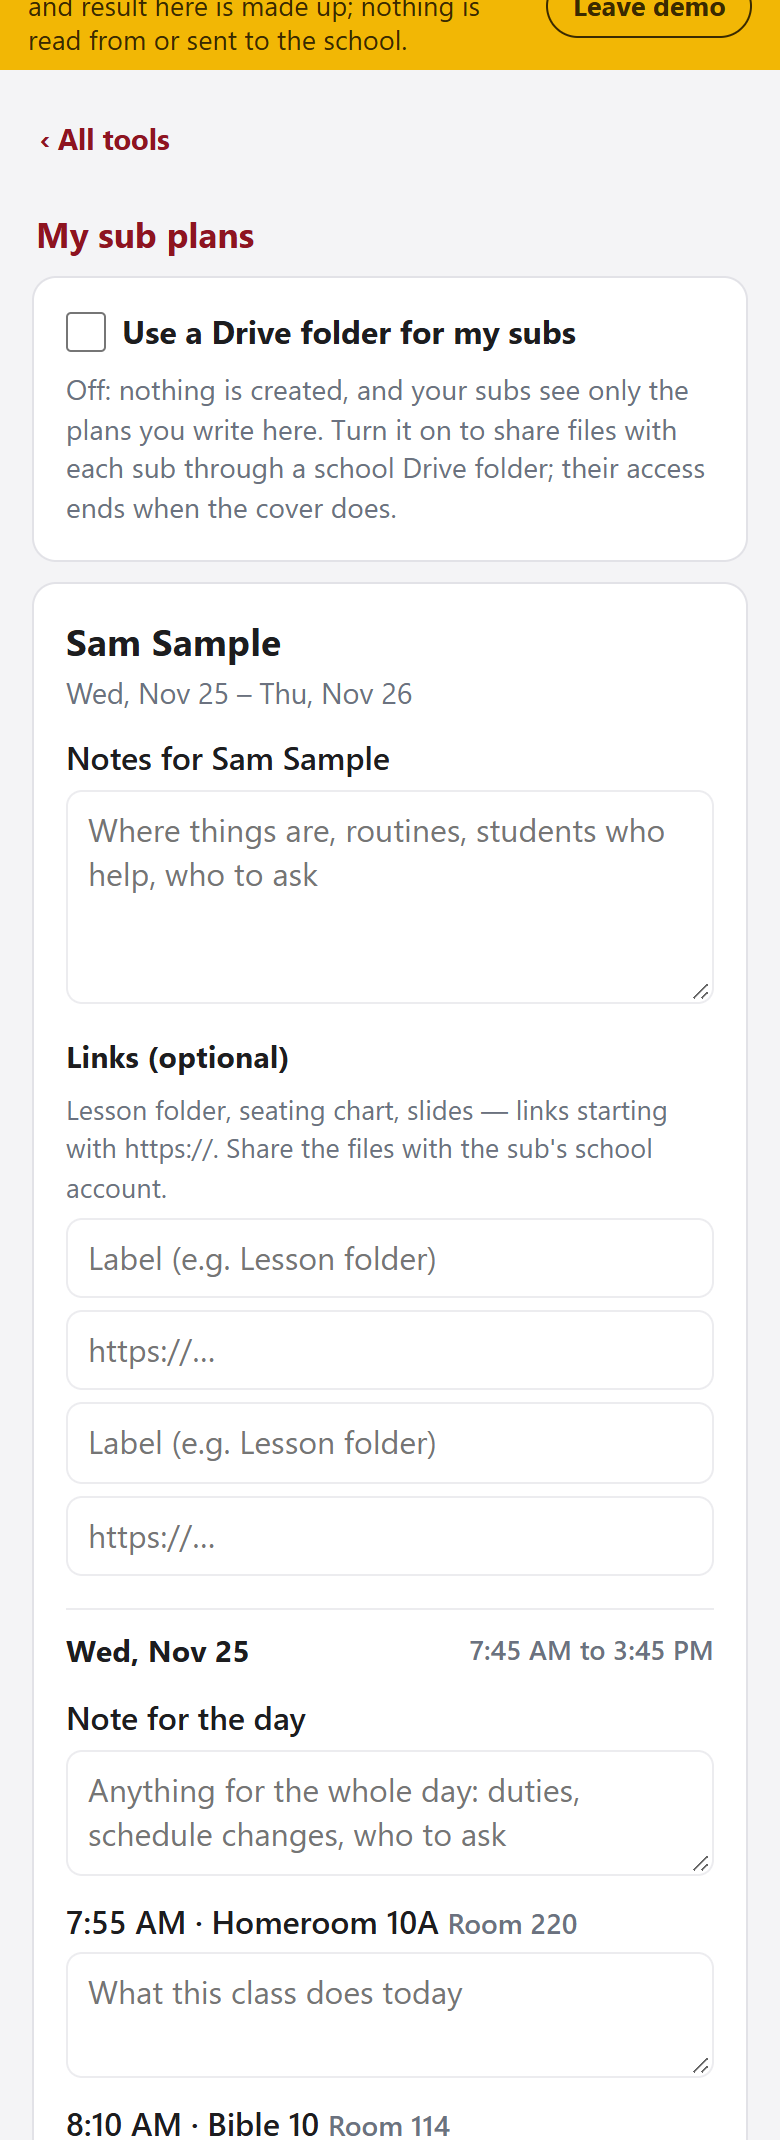 and result here is made up; nothing is
read from or sent to the school.
Leave demo
‹ All tools
My sub plans
Use a Drive folder for my subs
Off: nothing is created, and your subs see only the
plans you write here. Turn it on to share files with
each sub through a school Drive folder; their access
ends when the cover does.
Sam Sample
Wed, Nov 25 – Thu, Nov 26
Notes for Sam Sample
Where things are, routines, students who
help, who to ask
Links (optional)
Lesson folder, seating chart, slides — links starting
with https://. Share the files with the sub's school
account.
Label (e.g. Lesson folder)
https://...
Label (e.g. Lesson folder)
https://...
Wed, Nov 25 7:45 AM to 3:45 PM
Note for the day
Anything for the whole day: duties,
schedule changes, who to ask
7:55 AM · Homeroom 10A Room 220
What this class does today
8:10 AM · Bible 10 Room 114